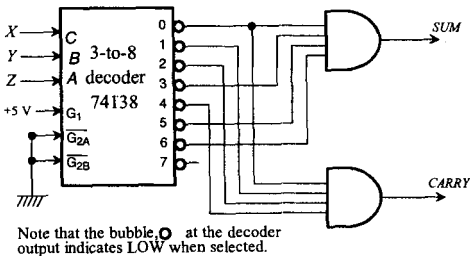 X
Y
Z
+5 V
C
B
A
G1
G2A
G2B
3-to-8
decoder
74138
0
1
2
3
4
5
6
7
SUM
CARRY
Note that the bubble, at the decoder
output indicates LOW when selected.